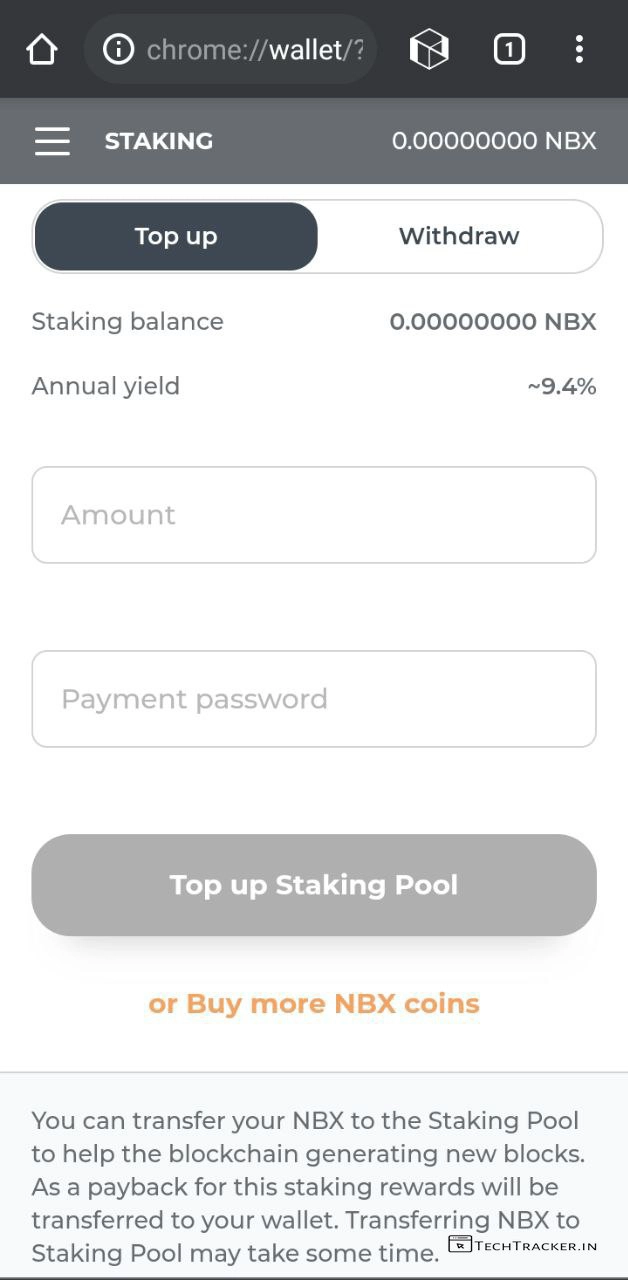 chrome://wallet/?
1
STAKING 0.00000000 NBX
Top up Withdraw
Staking balance 0.00000000 NBX
Annual yield ~9.4%
Amount
Payment password
Top up Staking Pool
or Buy more NBX coins
You can transfer your NBX to the Staking Pool
to help the blockchain generating new blocks.
As a payback for this staking rewards will be
transferred to your wallet. Transferring NBX to
Staking Pool may take some time.
TECHTRACKER.IN